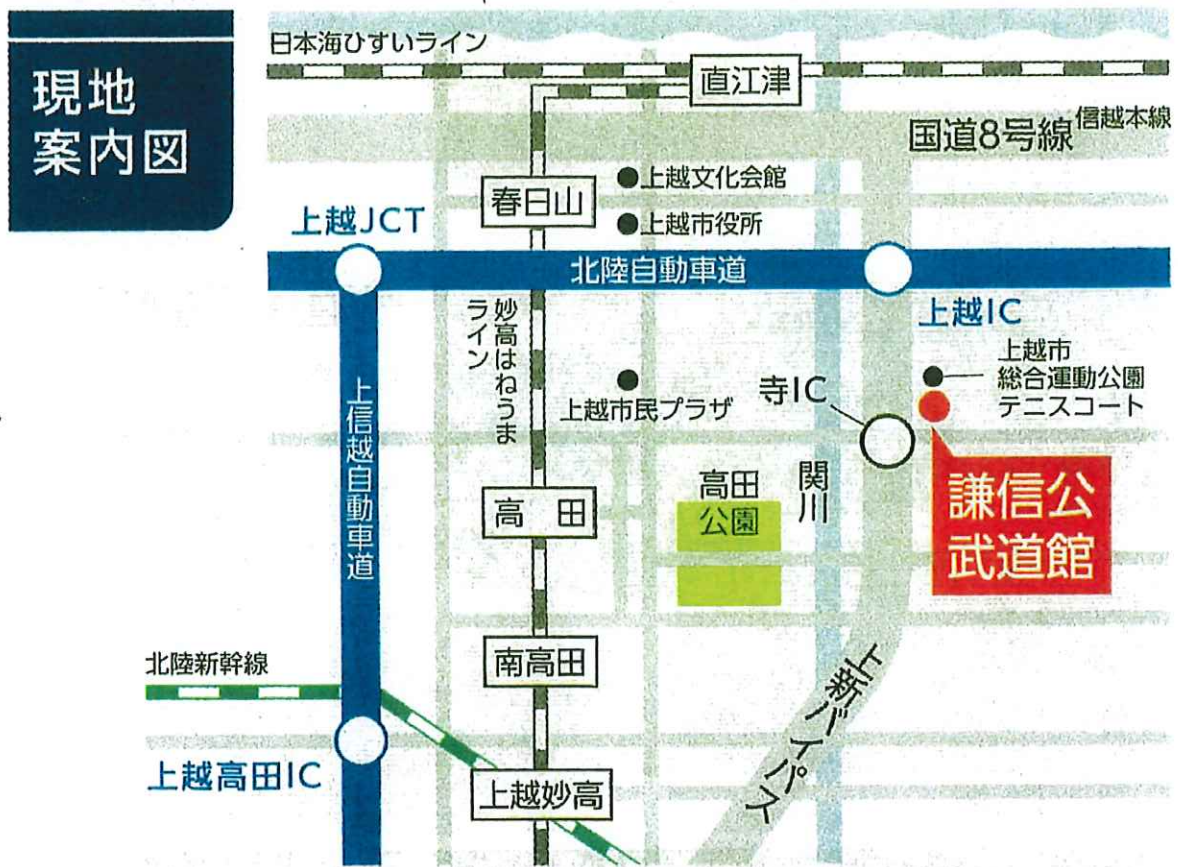 現地
案内図
日本海ひすいライン
直江津
国道8号線
信越本線
春日山
上越文化会館
上越市役所
上越JCT
北陸自動車道
上越IC
妙高はねうま
ライン
上越市民プラザ
寺IC
上越市
総合運動公園
テニスコート
上信越自動車道
高田
高田
公園
関川
謙信公
武道館
北陸新幹線
南高田
上新バイパス
上越高田IC
上越妙高